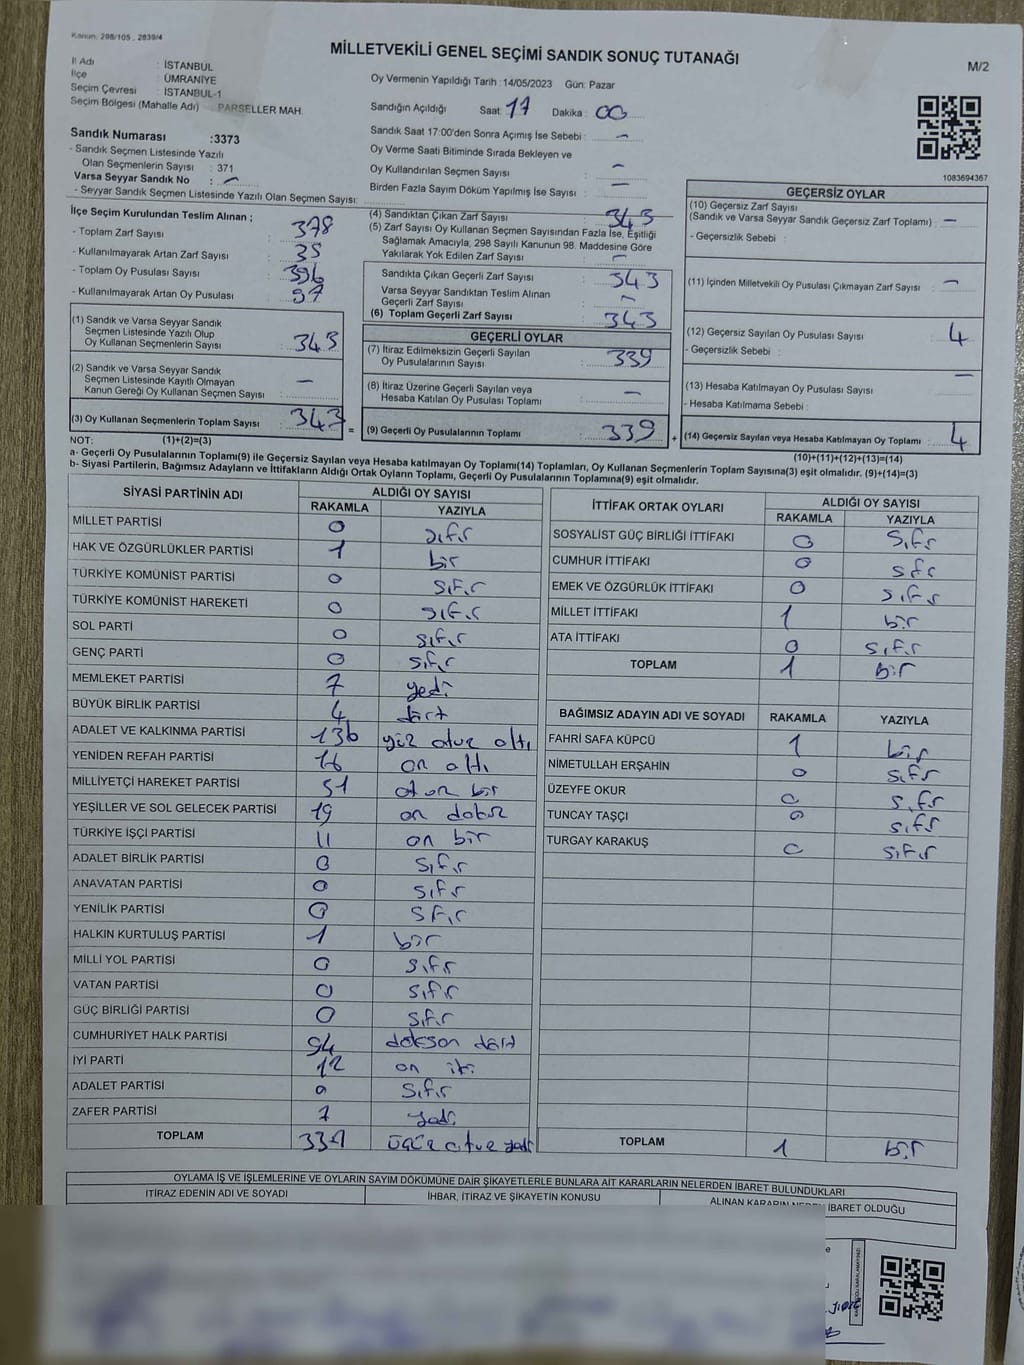 Kanun: 298/105 , 2839/4
MİLLETVEKİLİ GENEL SEÇİMİ SANDIK SONUÇ TUTANAĞI
M/2
İl Adı : İSTANBUL
İlçe : ÜMRANİYE
Seçim Çevresi : İSTANBUL-1
Seçim Bölgesi (Mahalle Adı) : PARSELLER MAH.
Oy Vermenin Yapıldığı Tarih : 14/05/2023 Gün: Pazar
Sandığın Açıldığı Saat: 17 Dakika : 00
Sandık Saat 17:00'den Sonra Açımış İse Sebebi : -
Oy Verme Saati Bitiminde Sırada Bekleyen ve
Oy Kullandırılan Seçmen Sayısı : -
Birden Fazla Sayım Döküm Yapılmış İse Sayısı : -
Sandık Numarası :3373
- Sandık Seçmen Listesinde Yazılı
Olan Seçmenlerin Sayısı : 371
Varsa Seyyar Sandık No : -
- Seyyar Sandık Seçmen Listesinde Yazılı Olan Seçmen Sayısı:
1083694367
İlçe Seçim Kurulundan Teslim Alınan ;
- Toplam Zarf Sayısı : 378
- Kullanılmayarak Artan Zarf Sayısı : 35
- Toplam Oy Pusulası Sayısı : 396
- Kullanılmayarak Artan Oy Pusulası :
(1) Sandık ve Varsa Seyyar Sandık
Seçmen Listesinde Yazılı Olup
Oy Kullanan Seçmenlerin Sayısı : 343
(2) Sandık ve Varsa Seyyar Sandık
Seçmen Listesinde Kayıtlı Olmayan
Kanun Gereği Oy Kullanan Seçmen Sayısı : -
(3) Oy Kullanan Seçmenlerin Toplam Sayısı : 343 =
(4) Sandıktan Çıkan Zarf Sayısı : 343
(5) Zarf Sayısı Oy Kullanan Seçmen Sayısından Fazla İse, Eşitliği
Sağlamak Amacıyla; 298 Sayılı Kanunun 98. Maddesine Göre
Yakılarak Yok Edilen Zarf Sayısı : -
Sandıkta Çıkan Geçerli Zarf Sayısı : 343
Varsa Seyyar Sandıktan Teslim Alınan
Geçerli Zarf Sayısı : -
(6) Toplam Geçerli Zarf Sayısı : 343
GEÇERLİ OYLAR
(7) İtiraz Edilmeksizin Geçerli Sayılan
Oy Pusulalarının Sayısı : 339
(8) İtiraz Üzerine Geçerli Sayılan veya
Hesaba Katılan Oy Pusulası Toplamı : -
(9) Geçerli Oy Pusulalarının Toplamı : 339 +
GEÇERSİZ OYLAR
(10) Geçersiz Zarf Sayısı
(Sandık ve Varsa Seyyar Sandık Geçersiz Zarf Toplamı) : -
- Geçersizlik Sebebi :
(11) İçinden Milletvekili Oy Pusulası Çıkmayan Zarf Sayısı : -
(12) Geçersiz Sayılan Oy Pusulası Sayısı : 4
- Geçersizlik Sebebi :
(13) Hesaba Katılmayan Oy Pusulası Sayısı : -
- Hesaba Katılmama Sebebi :
(14) Geçersiz Sayılan veya Hesaba Katılmayan Oy Toplamı : 4
NOT: (1)+(2)=(3)
(10)+(11)+(12)+(13)=(14)
a- Geçerli Oy Pusulalarının Toplamı(9) ile Geçersiz Sayılan veya Hesaba katılmayan Oy Toplamı(14) Toplamları, Oy Kullanan Seçmenlerin Toplam Sayısına(3) eşit olmalıdır. (9)+(14)=(3)
b- Siyasi Partilerin, Bağımsız Adayların ve İttifakların Aldığı Ortak Oyların Toplamı, Geçerli Oy Pusulalarının Toplamına(9) eşit olmalıdır.
SİYASİ PARTİNİN ADI ALDIĞI OY SAYISI
RAKAMLA YAZIYLA
MİLLET PARTİSİ 0 sıfır
HAK VE ÖZGÜRLÜKLER PARTİSİ 1 bir
TÜRKİYE KOMÜNİST PARTİSİ 0 sıfır
TÜRKİYE KOMÜNİST HAREKETİ 0 sıfır
SOL PARTİ 0 sıfır
GENÇ PARTİ 0 sıfır
MEMLEKET PARTİSİ 7 yedi
BÜYÜK BİRLİK PARTİSİ 4 dört
ADALET VE KALKINMA PARTİSİ 136 yüz otuz altı
YENİDEN REFAH PARTİSİ 16 on altı
MİLLİYETÇİ HAREKET PARTİSİ bir
YEŞİLLER VE SOL GELECEK PARTİSİ 19 on dokuz
TÜRKİYE İŞÇİ PARTİSİ 11 on bir
ADALET BİRLİK PARTİSİ 0 sıfır
ANAVATAN PARTİSİ 0 sıfır
YENİLİK PARTİSİ 0 sıfır
HALKIN KURTULUŞ PARTİSİ 1 bir
MİLLİ YOL PARTİSİ 0 sıfır
VATAN PARTİSİ 0 sıfır
GÜÇ BİRLİĞİ PARTİSİ 0 sıfır
CUMHURİYET HALK PARTİSİ 94 doksan dört
İYİ PARTİ 12 on iki
ADALET PARTİSİ 0 sıfır
ZAFER PARTİSİ 7 yedi
TOPLAM 337 üçyüz otuz yedi
İTTİFAK ORTAK OYLARI ALDIĞI OY SAYISI
RAKAMLA YAZIYLA
SOSYALİST GÜÇ BİRLİĞİ İTTİFAKI 0 sıfır
CUMHUR İTTİFAKI 0 sıfır
EMEK VE ÖZGÜRLÜK İTTİFAKI 0 sıfır
MİLLET İTTİFAKI 1 bir
ATA İTTİFAKI 0 sıfır
TOPLAM 1 bir
BAĞIMSIZ ADAYIN ADI VE SOYADI RAKAMLA YAZIYLA
FAHRİ SAFA KÜPCÜ 1 bir
NİMETULLAH ERŞAHİN 0 sıfır
ÜZEYFE OKUR 0 sıfır
TUNCAY TAŞÇI 0 sıfır
TURGAY KARAKUŞ 0 sıfır
TOPLAM 1 bir
OYLAMA İŞ VE İŞLEMLERİNE VE OYLARIN SAYIM DÖKÜMÜNE DAİR ŞİKAYETLERLE BUNLARA AİT KARARLARIN NELERDEN İBARET BULUNDUKLARI
İTİRAZ EDENİN ADI VE SOYADI İHBAR, İTİRAZ VE ŞİKAYETİN KONUSU ALINAN KARARIN NEDEN İBARET OLDUĞU